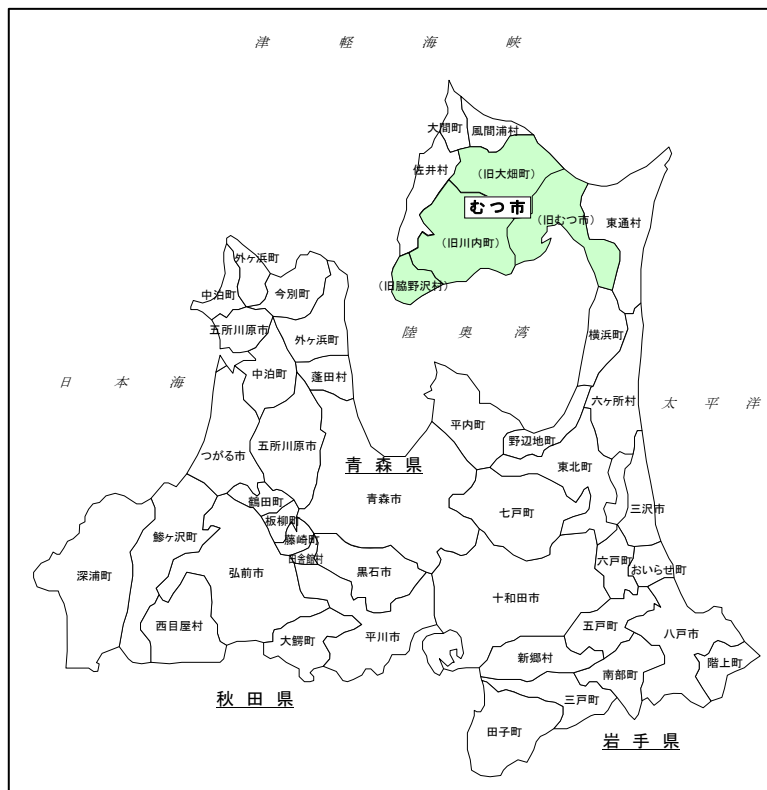 津軽海峡
大間町
風間浦村
佐井村
(旧大畑町)
むつ市
(旧むつ市)
東通村
(旧川内町)
(旧脇野沢村)
外ヶ浜町
中泊町
今別町
五所川原市
外ヶ浜町
陸奥湾
横浜町
日本海
中泊町
蓬田村
六ヶ所村
太平洋
平内町
野辺地町
つがる市
五所川原市
青森県
東北町
青森市
七戸町
三沢市
鶴田町
板柳町
藤崎町
田舎館村
鰺ヶ沢町
深浦町
弘前市
黒石市
六戸町
おいらせ町
十和田市
西目屋村
大鰐町
平川市
五戸町
八戸市
新郷村
南部町
階上町
秋田県
三戸町
田子町
岩手県